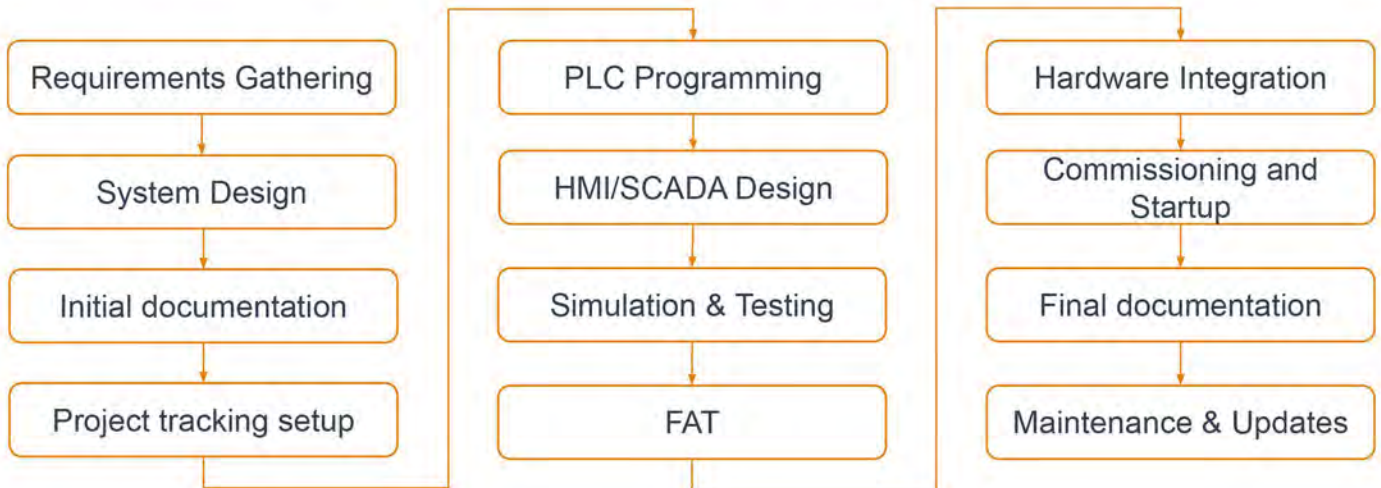 Requirements Gathering
System Design
Initial documentation
Project tracking setup
PLC Programming
HMI/SCADA Design
Simulation & Testing
FAT
Hardware Integration
Commissioning and
Startup
Final documentation
Maintenance & Updates